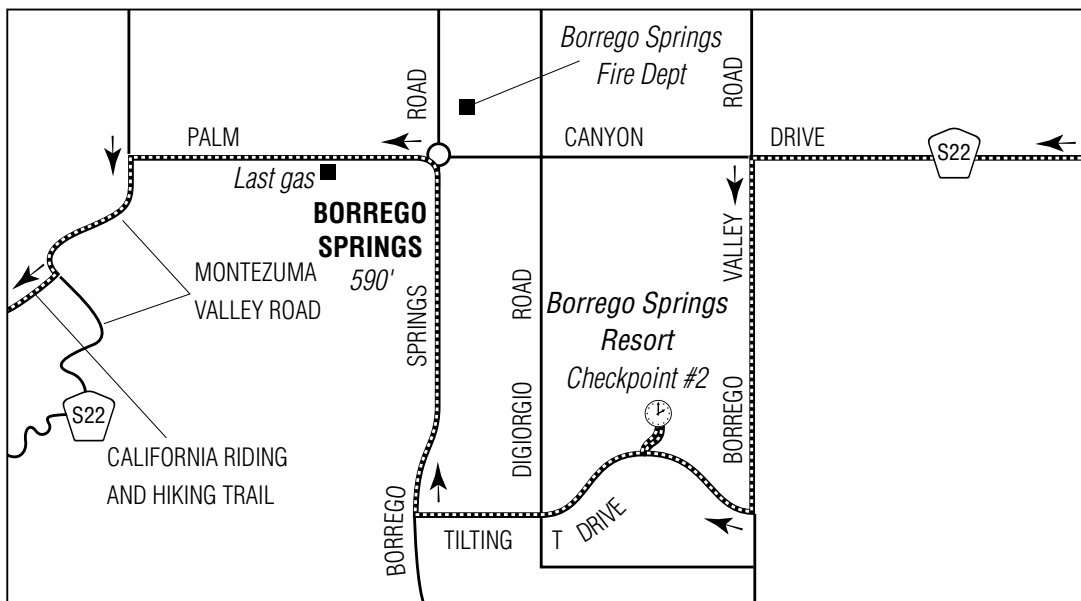 Borrego Springs
Fire Dept
ROAD
ROAD
PALM
CANYON
DRIVE
S22
Last gas
BORREGO
SPRINGS
590'
MONTEZUMA
VALLEY ROAD
SPRINGS
ROAD
VALLEY
Borrego Springs
Resort
Checkpoint #2
BORREGO
DIGIORGIO
S22
CALIFORNIA RIDING
AND HIKING TRAIL
BORREGO
TILTING
T
DRIVE